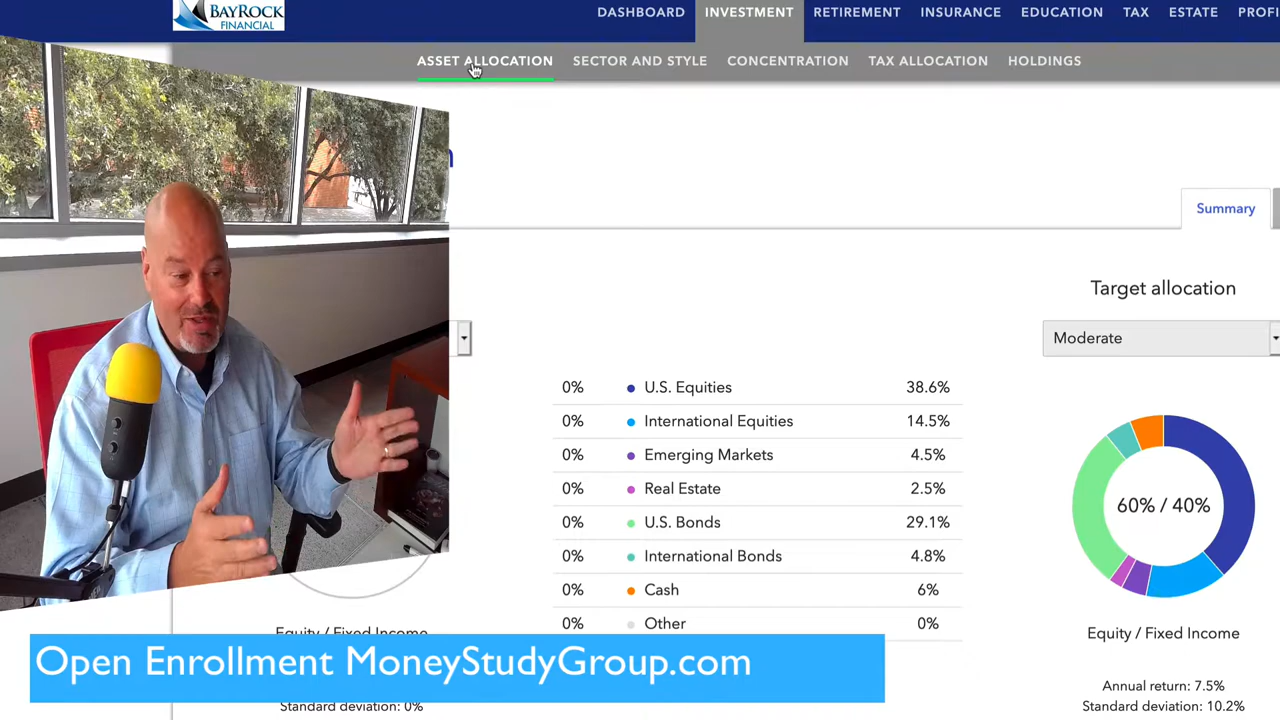 BAYROCK
FINANCIAL
DASHBOARD INVESTMENT RETIREMENT INSURANCE EDUCATION TAX ESTATE PROFI
ASSET ALLOCATION SECTOR AND STYLE CONCENTRATION TAX ALLOCATION HOLDINGS
Summary
Target allocation
Moderate
0% U.S. Equities 38.6%
0% International Equities 14.5%
0% Emerging Markets 4.5%
0% Real Estate 2.5%
0% U.S. Bonds 29.1%
0% International Bonds 4.8%
0% Cash 6%
0% Other 0%
60% / 40%
Equity / Fixed Income
Equity / Fixed Income
Open Enrollment MoneyStudyGroup.com
Annual return: 7.5%
Standard deviation: 0%
Standard deviation: 10.2%